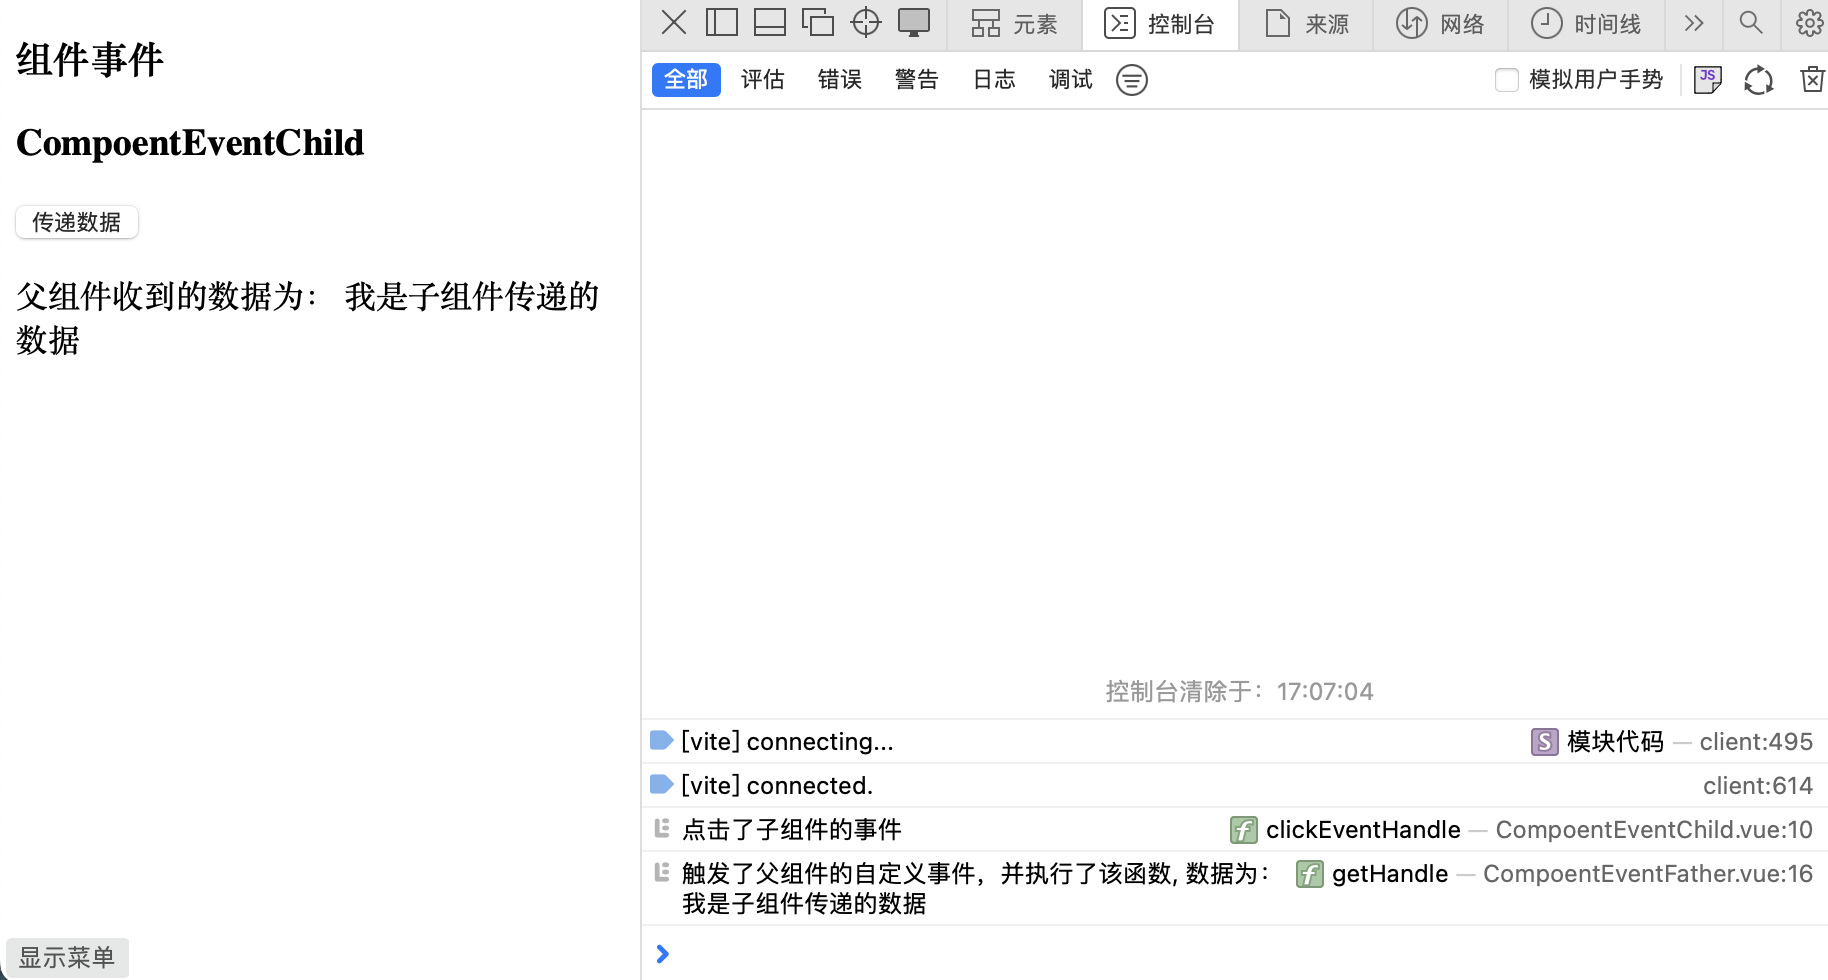 组件事件
CompoentEventChild
传递数据
父组件收到的数据为： 我是子组件传递的
数据
显示菜单
元素
控制台
来源
网络
时间线
全部 评估 错误 警告 日志 调试
模拟用户手势
JS
控制台清除于：17:07:04
[vite] connecting... S 模块代码 — client:495
[vite] connected. client:614
点击了子组件的事件 f clickEventHandle — CompoentEventChild.vue:10
触发了父组件的自定义事件，并执行了该函数, 数据为： f getHandle — CompoentEventFather.vue:16
我是子组件传递的数据